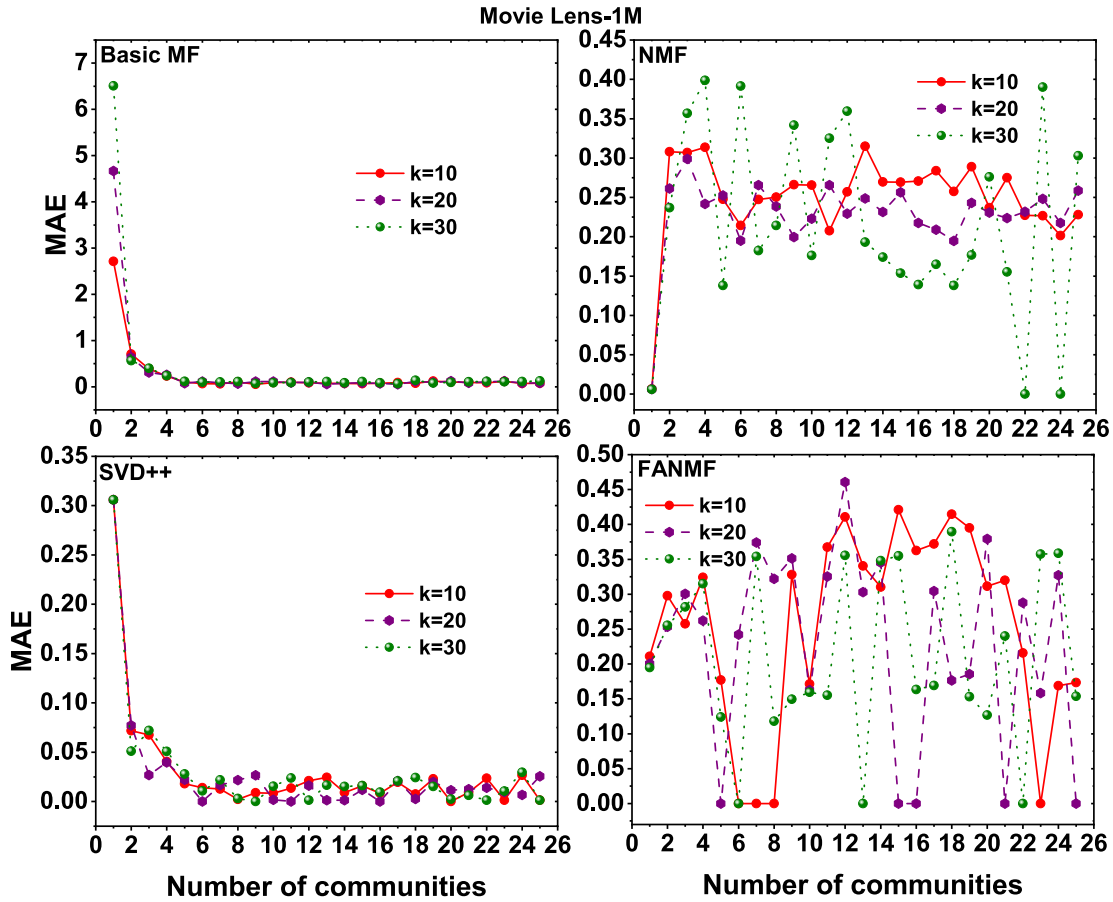 Movie Lens-1M
Basic MF
MAE
7
6
5
4
3
2
1
0
k=10
k=20
k=30
0 2 4 6 8 10 12 14 16 18 20 22 24 26
NMF
0.45
0.40
0.35
0.30
0.25
0.20
0.15
0.10
0.05
0.00
k=10
k=20
k=30
0 2 4 6 8 10 12 14 16 18 20 22 24 26
SVD++
MAE
0.35
0.30
0.25
0.20
0.15
0.10
0.05
0.00
k=10
k=20
k=30
0 2 4 6 8 10 12 14 16 18 20 22 24 26
Number of communities
FANMF
0.50
0.45
0.40
0.35
0.30
0.25
0.20
0.15
0.10
0.05
0.00
k=10
k=20
k=30
0 2 4 6 8 10 12 14 16 18 20 22 24 26
Number of communities